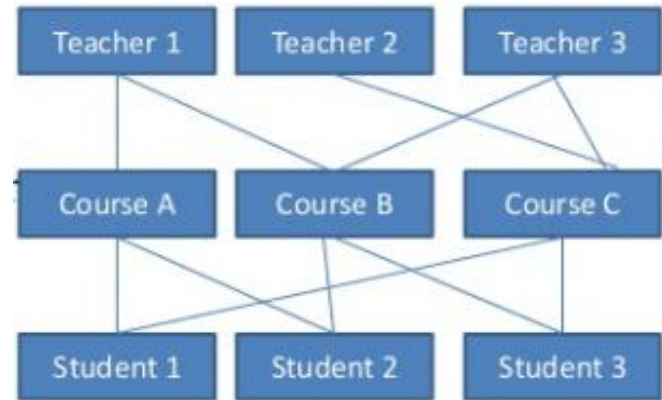 Teacher 1 Teacher 2 Teacher 3
Course A Course B Course C
Student 1 Student 2 Student 3